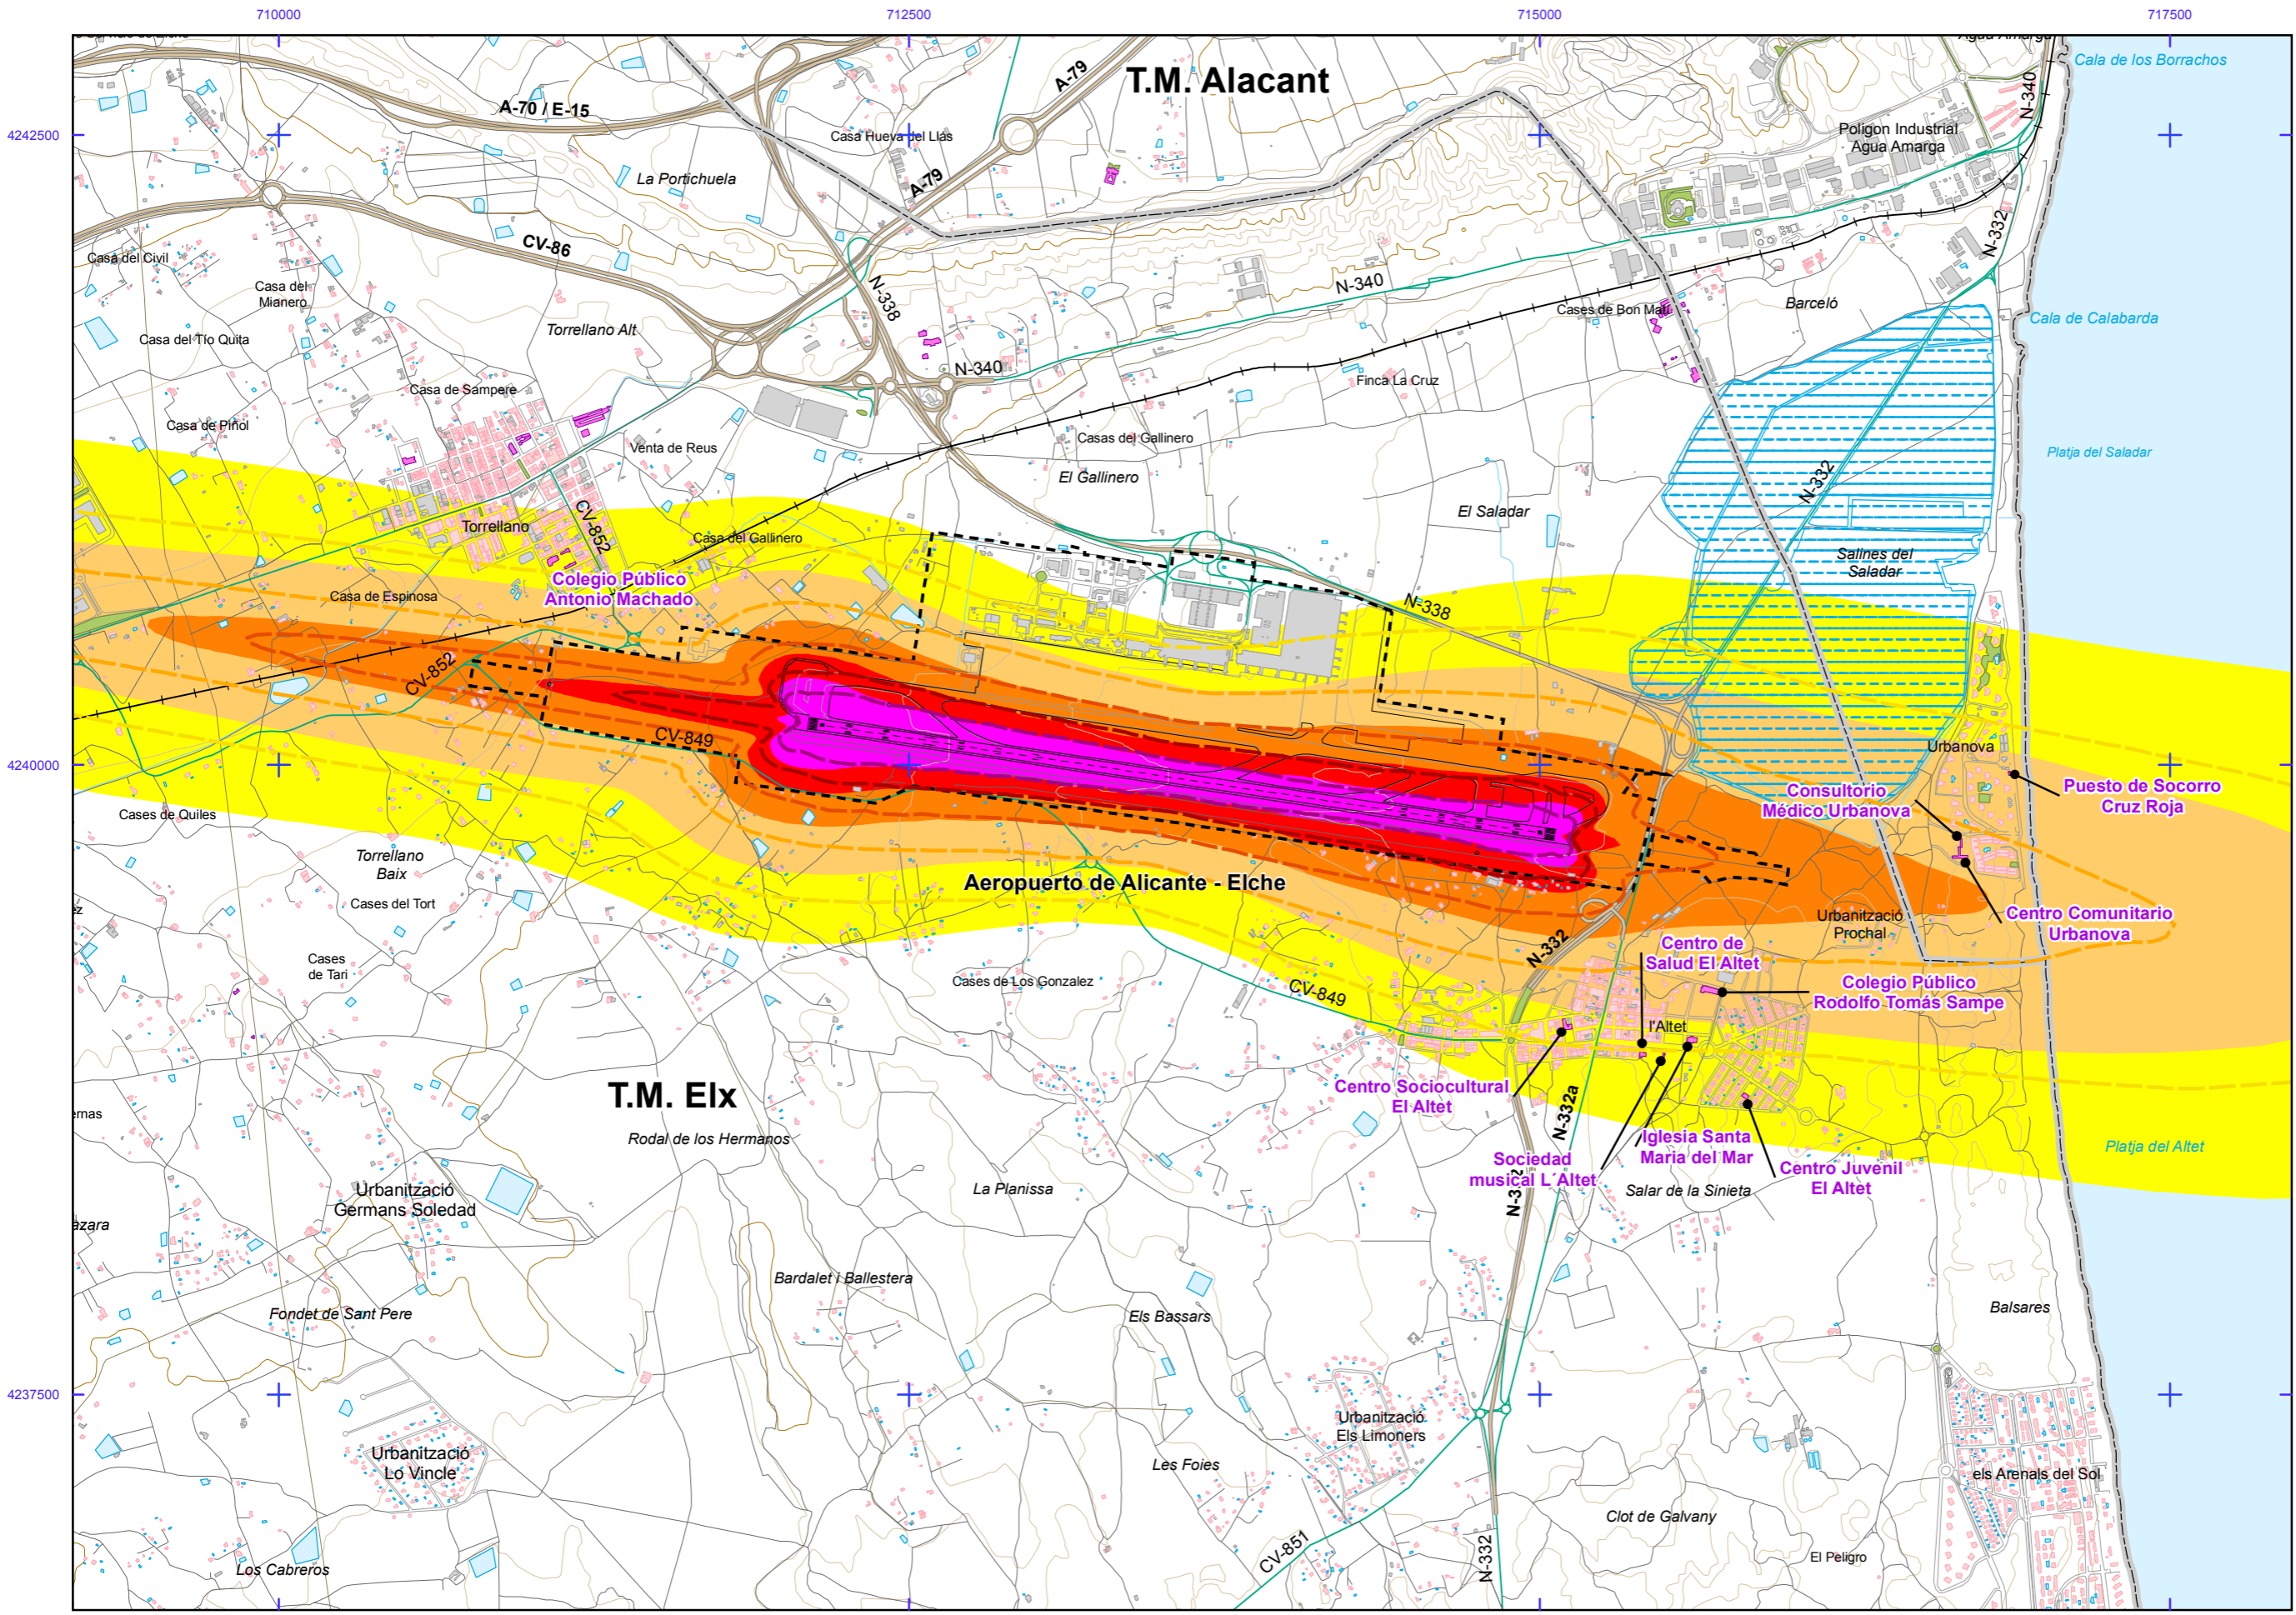 710000
712500
715000
717500
4242500
4240000
4237500
T.M. Alacant
A-79
A-70 / E-15
Casa Hueva del Llas
A-79
La Portichuela
Agua Amarga
N-340
Cala de los Borrachos
Poligon Industrial
Agua Amarga
N-332
Casa del Civil
CV-86
Casa del
Mianero
N-338
N-340
Cases de Bon Matí
Barceló
Cala de Calabarda
Casa del Tío Quita
Torrellano Alt
N-340
Finca La Cruz
Casa de Sampere
Casa de Piñol
Venta de Reus
Casas del Gallinero
El Gallinero
Platja del Saladar
N-332
El Saladar
Torrellano
CV-852
Casa del Gallinero
Salines del
Saladar
Colegio Público
Antonio Machado
Casa de Espinosa
N-338
CV-852
CV-849
Urbanova
Puesto de Socorro
Cruz Roja
Consultorio
Médico Urbanova
Cases de Quiles
Torrellano
Baix
Aeropuerto de Alicante - Elche
Cases del Tort
Centro Comunitario
Urbanova
Urbanització
Prochal
Cases
de Tari
N-332
Centro de
Salud El Altet
Cases de Los Gonzalez
CV-849
Colegio Público
Rodolfo Tomás Sampe
l'Altet
T.M. Elx
Centro Sociocultural
El Altet
N-332a
ernas
Rodal de los Hermanos
Iglesia Santa
Maria del Mar
Platja del Altet
Sociedad
musical L´Altet
Centro Juvenil
El Altet
La Planissa
Salar de la Sinieta
N-332
Urbanització
Germans Soledad
azara
Bardalet i Ballestera
Fondet de Sant Pere
Els Bassars
Balsares
Urbanització
Els Limoners
Urbanització
Lo Vincle
Les Foies
els Arenals del Sol
Clot de Galvany
CV-851
N-332
El Peligro
Los Cabreros